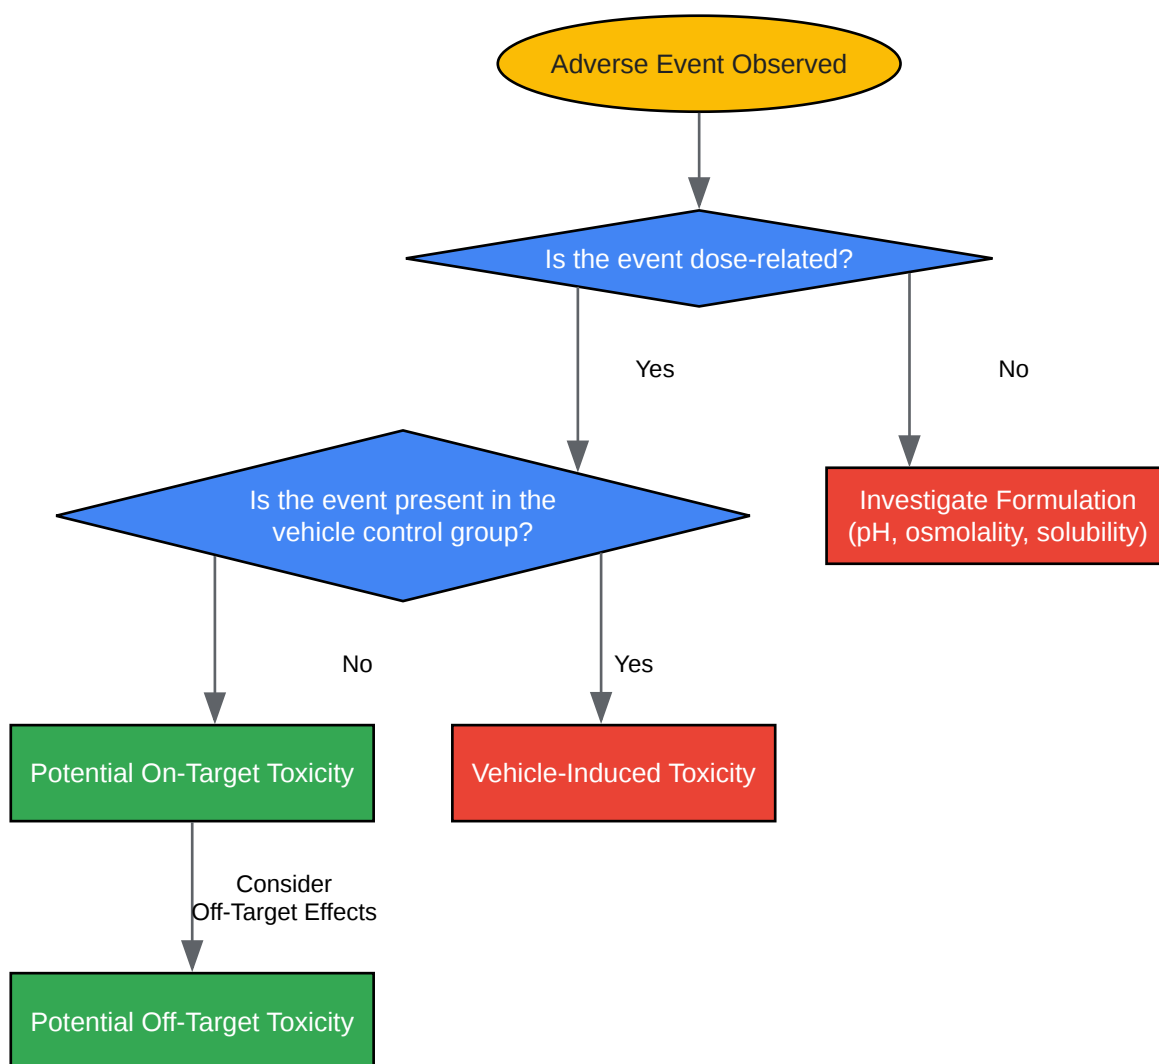 Adverse Event Observed
Is the event dose-related?
Yes
No
Is the event present in the
vehicle control group?
Investigate Formulation
(pH, osmolality, solubility)
No
Yes
Potential On-Target Toxicity
Vehicle-Induced Toxicity
Consider
Off-Target Effects
Potential Off-Target Toxicity